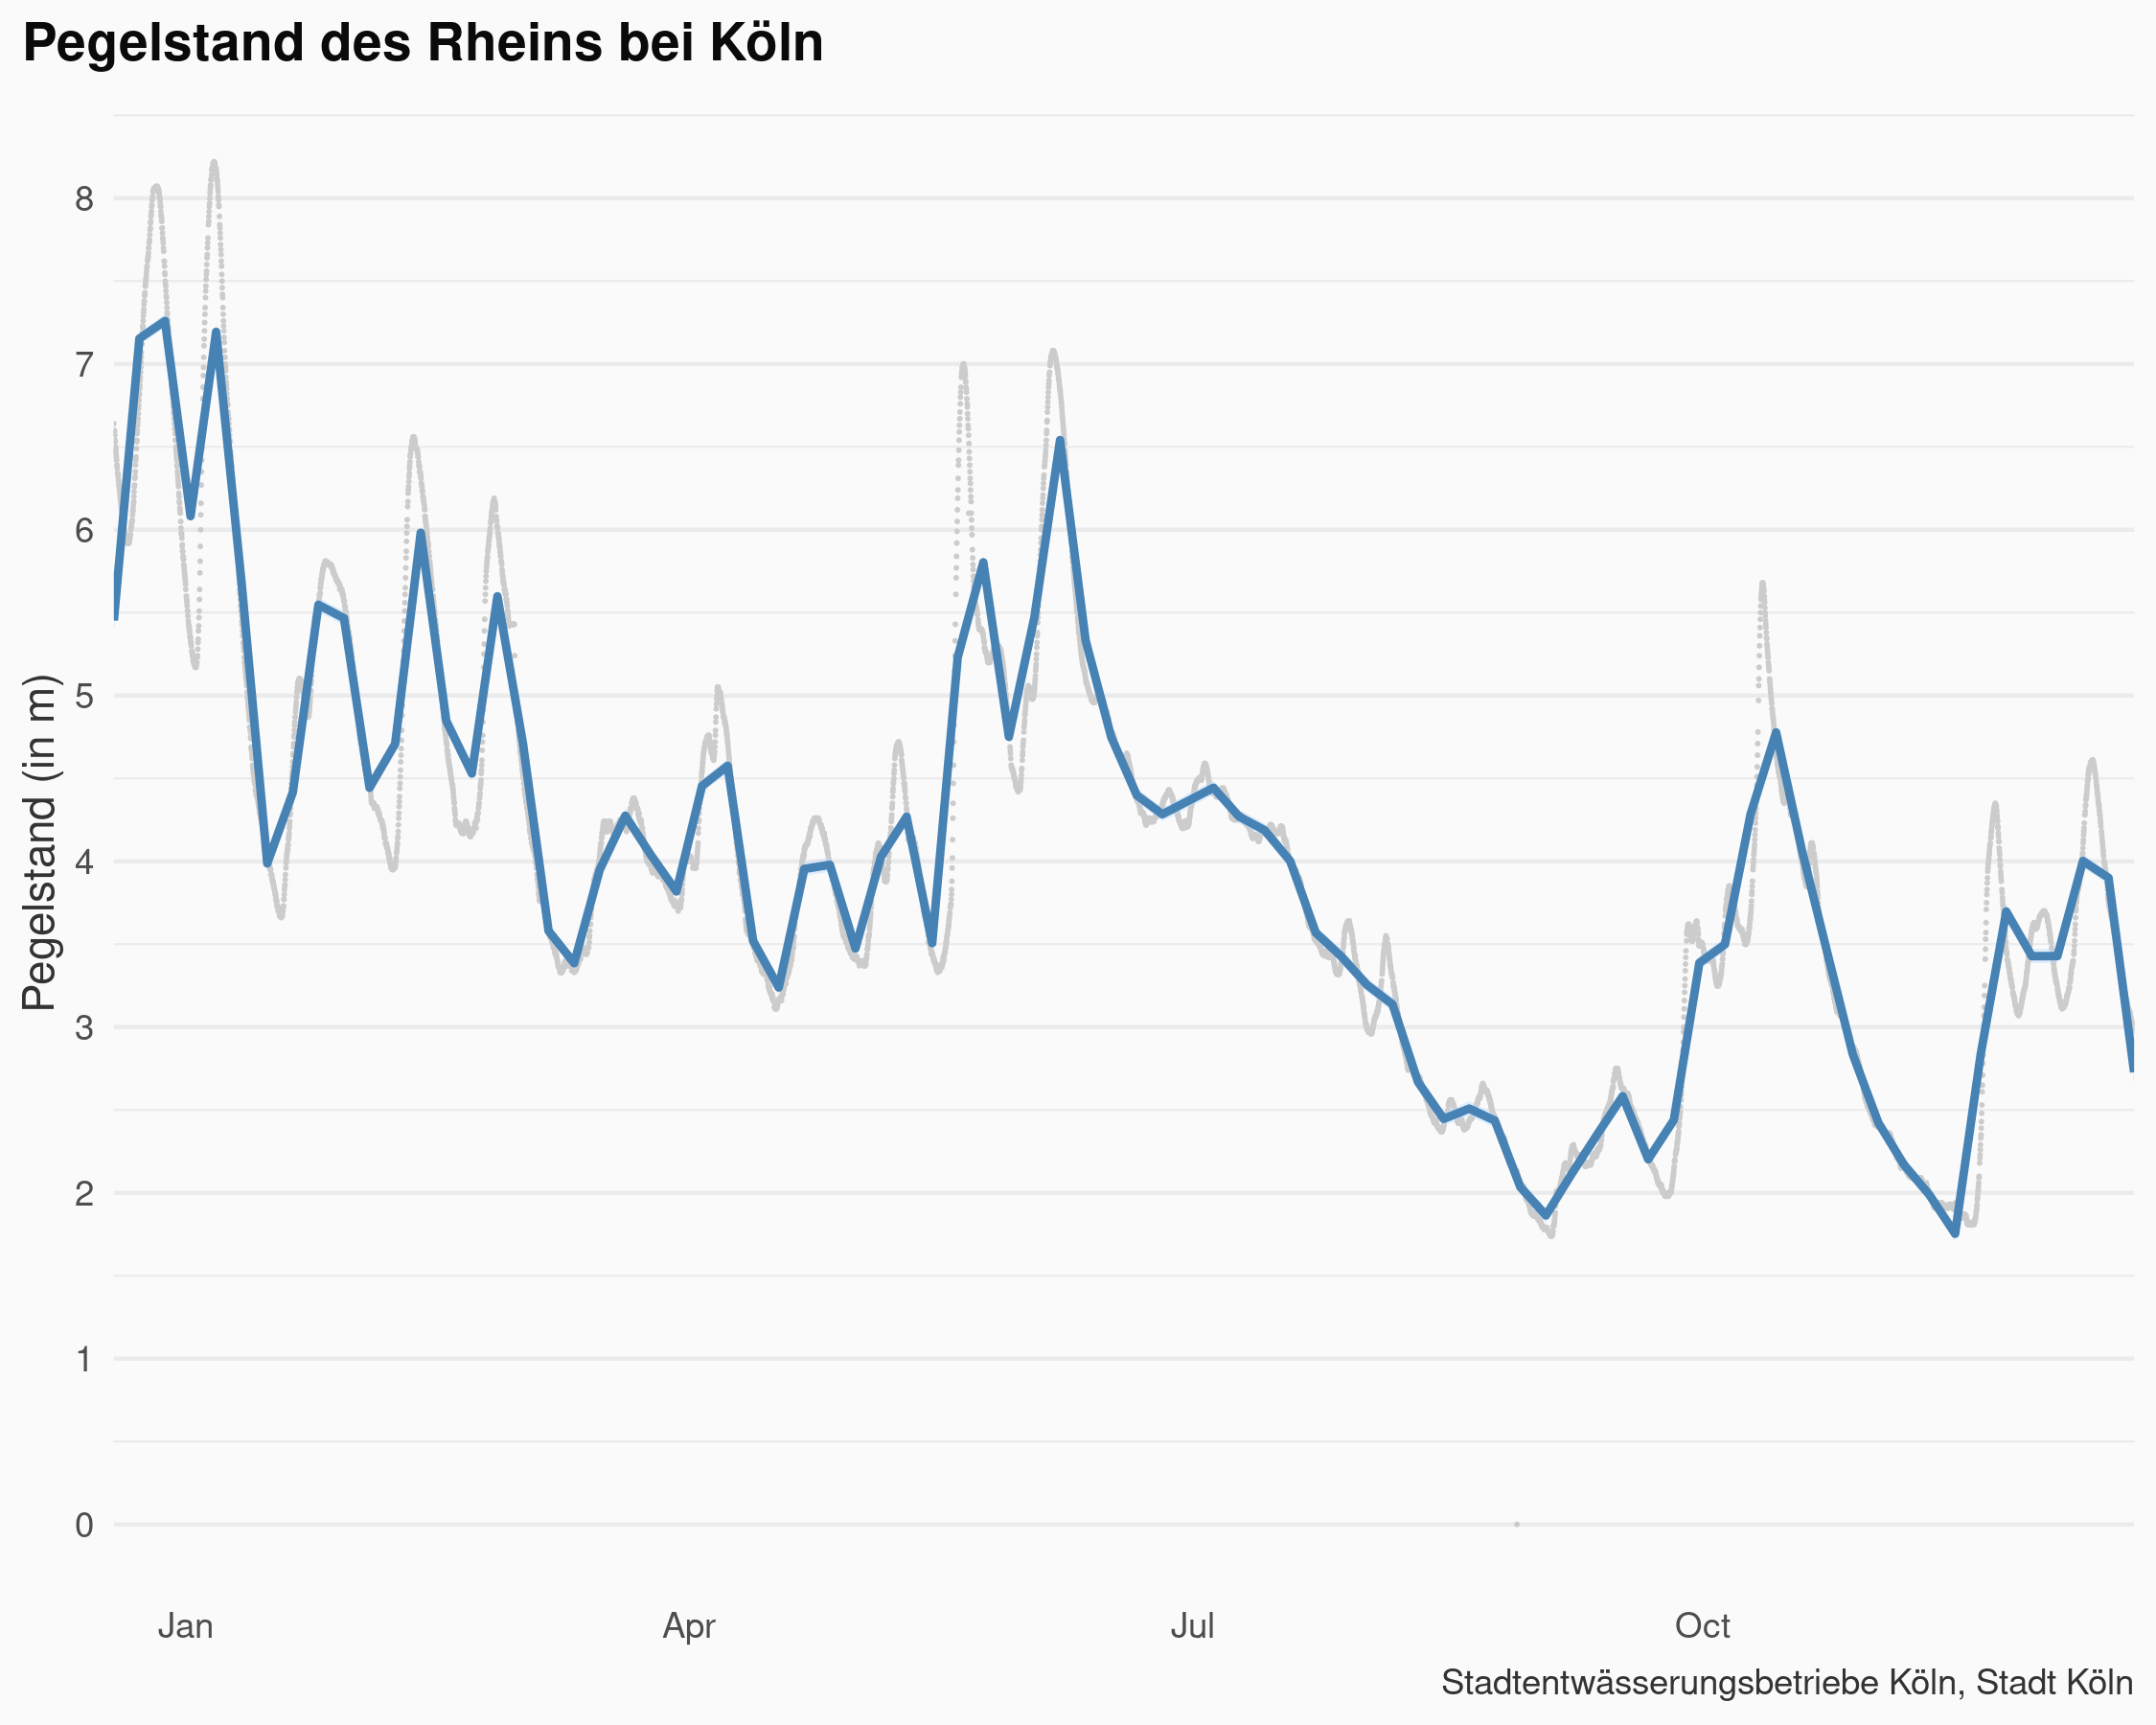 Pegelstand des Rheins bei Köln
Pegelstand (in m)
8
7
6
5
4
3
2
1
0
Jan Apr Jul Oct
Stadtentwässerungsbetriebe Köln, Stadt Köln